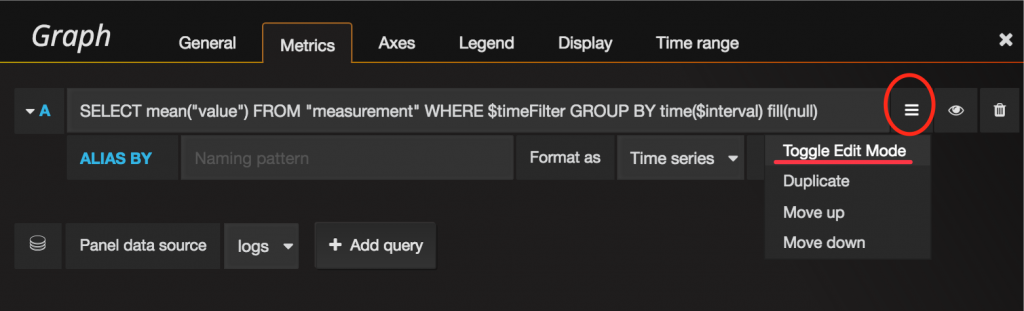 Graph General Metrics Axes Legend Display Time range
A SELECT mean("value") FROM "measurement" WHERE $timeFilter GROUP BY time($interval) fill(null)
ALIAS BY Naming pattern Format as Time series Toggle Edit Mode
Duplicate
Move up
Panel data source logs + Add query Move down